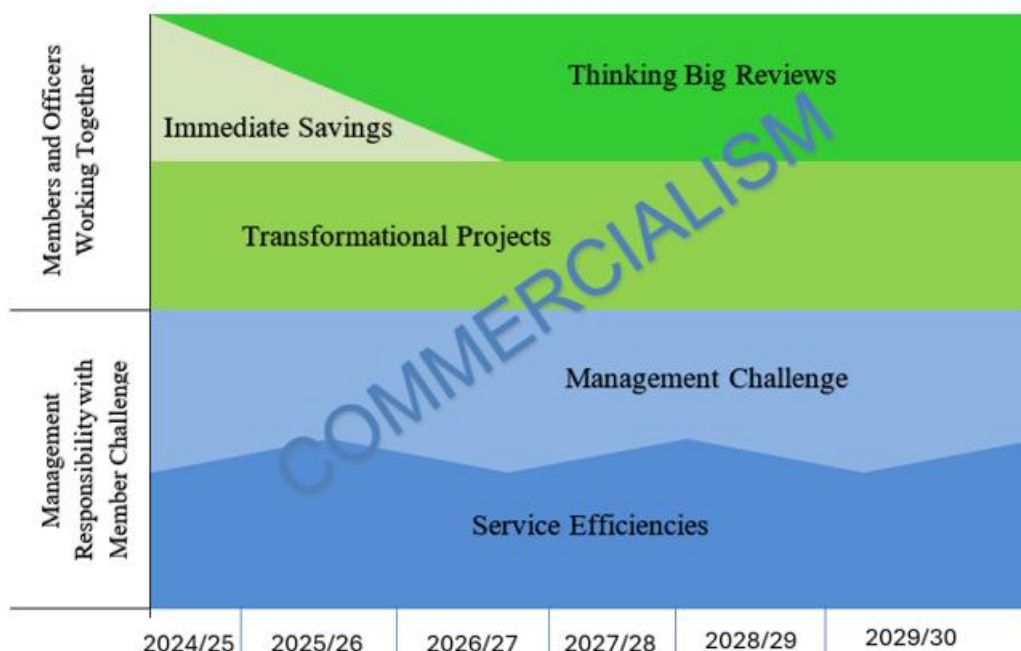 Members and Officers
Working Together
Thinking Big Reviews
Immediate Savings
Transformational Projects
COMMERCIALISM
Management
Responsibility with
Member Challenge
Management Challenge
Service Efficiencies
2024/25
2025/26
2026/27
2027/28
2028/29
2029/30